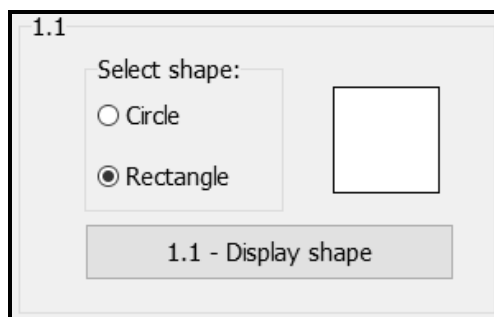 1.1
Select shape:
Circle
Rectangle
1.1 - Display shape